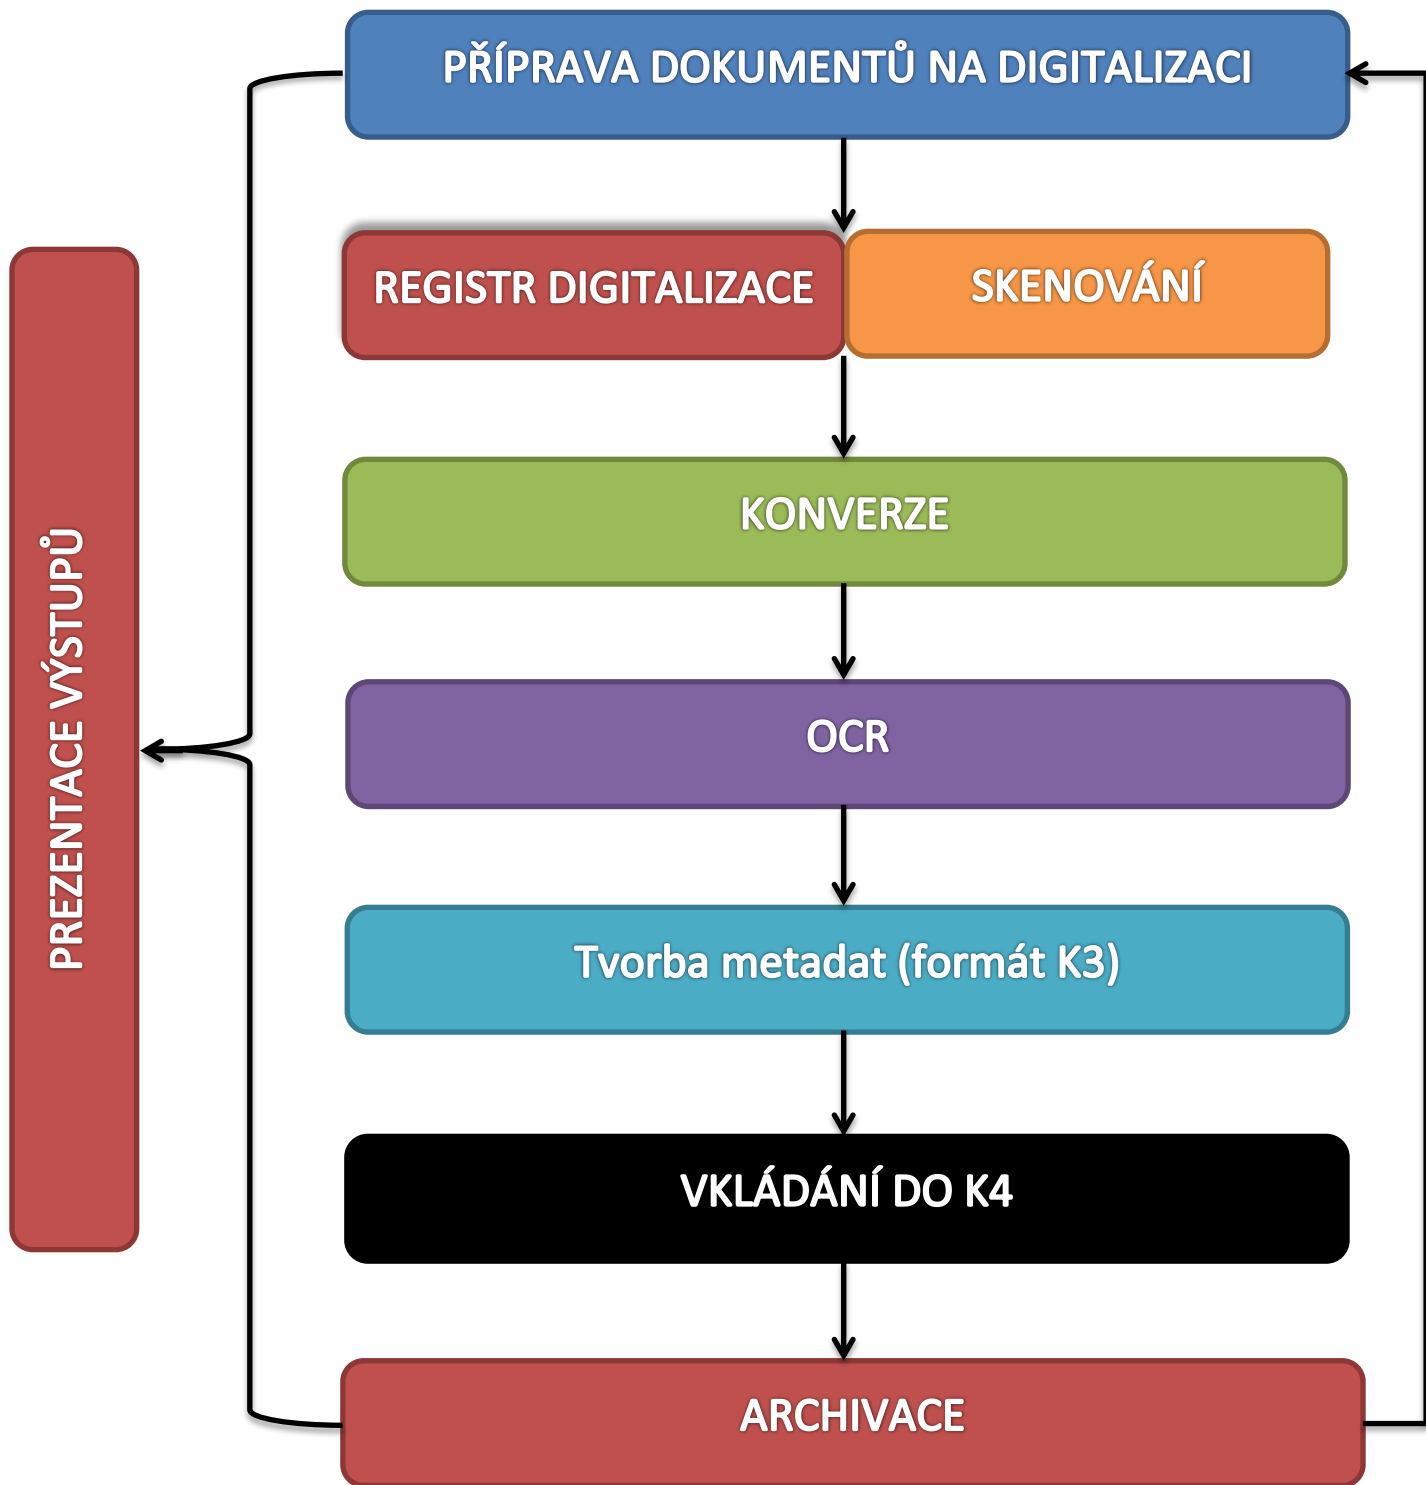 PŘÍPRAVA DOKUMENTŮ NA DIGITALIZACI
REGISTR DIGITALIZACE
SKENOVÁNÍ
KONVERZE
OCR
Tvorba metadat (formát K3)
VKLÁDÁNÍ DO K4
ARCHIVACE
PREZENTACE VÝSTUPŮ